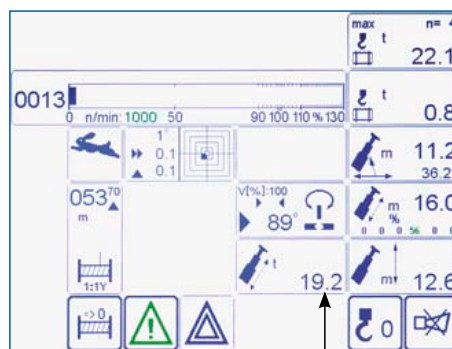 max n= 4
t
22.1
0013
0 n/min: 1000 50 90 100 110 % 130
t
0.8
1°
0.1
0.1
m 11.2
36.2
053 70
m
V[%]:100
89°
m 16.0
%
0 0 0 % 0 0
1:1Y
t
19.2
m 12.6
=> 0
0